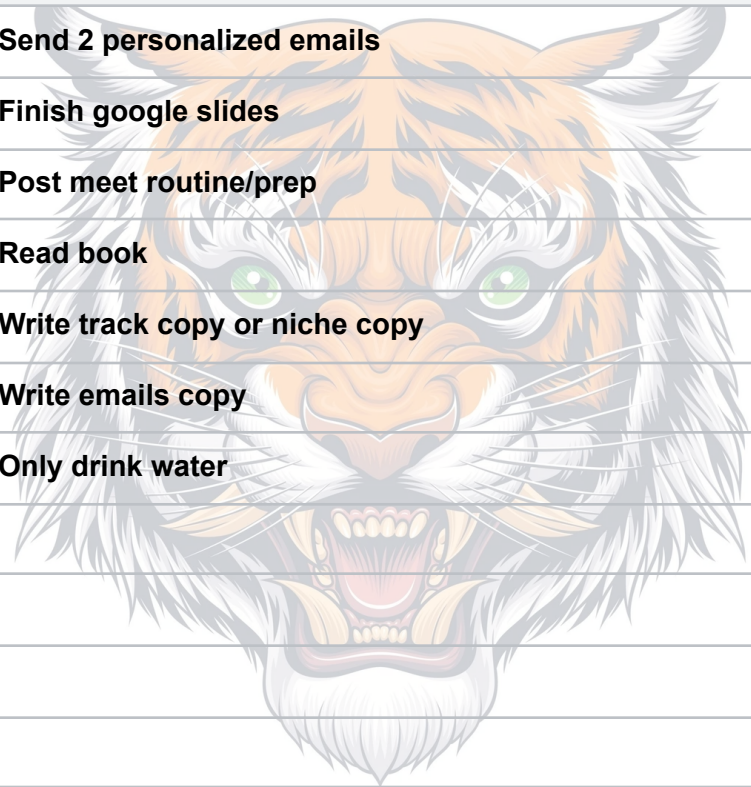 Send 2 personalized emails
Finish google slides
Post meet routine/prep
Read book
Write track copy or niche copy
Write emails copy
Only drink water